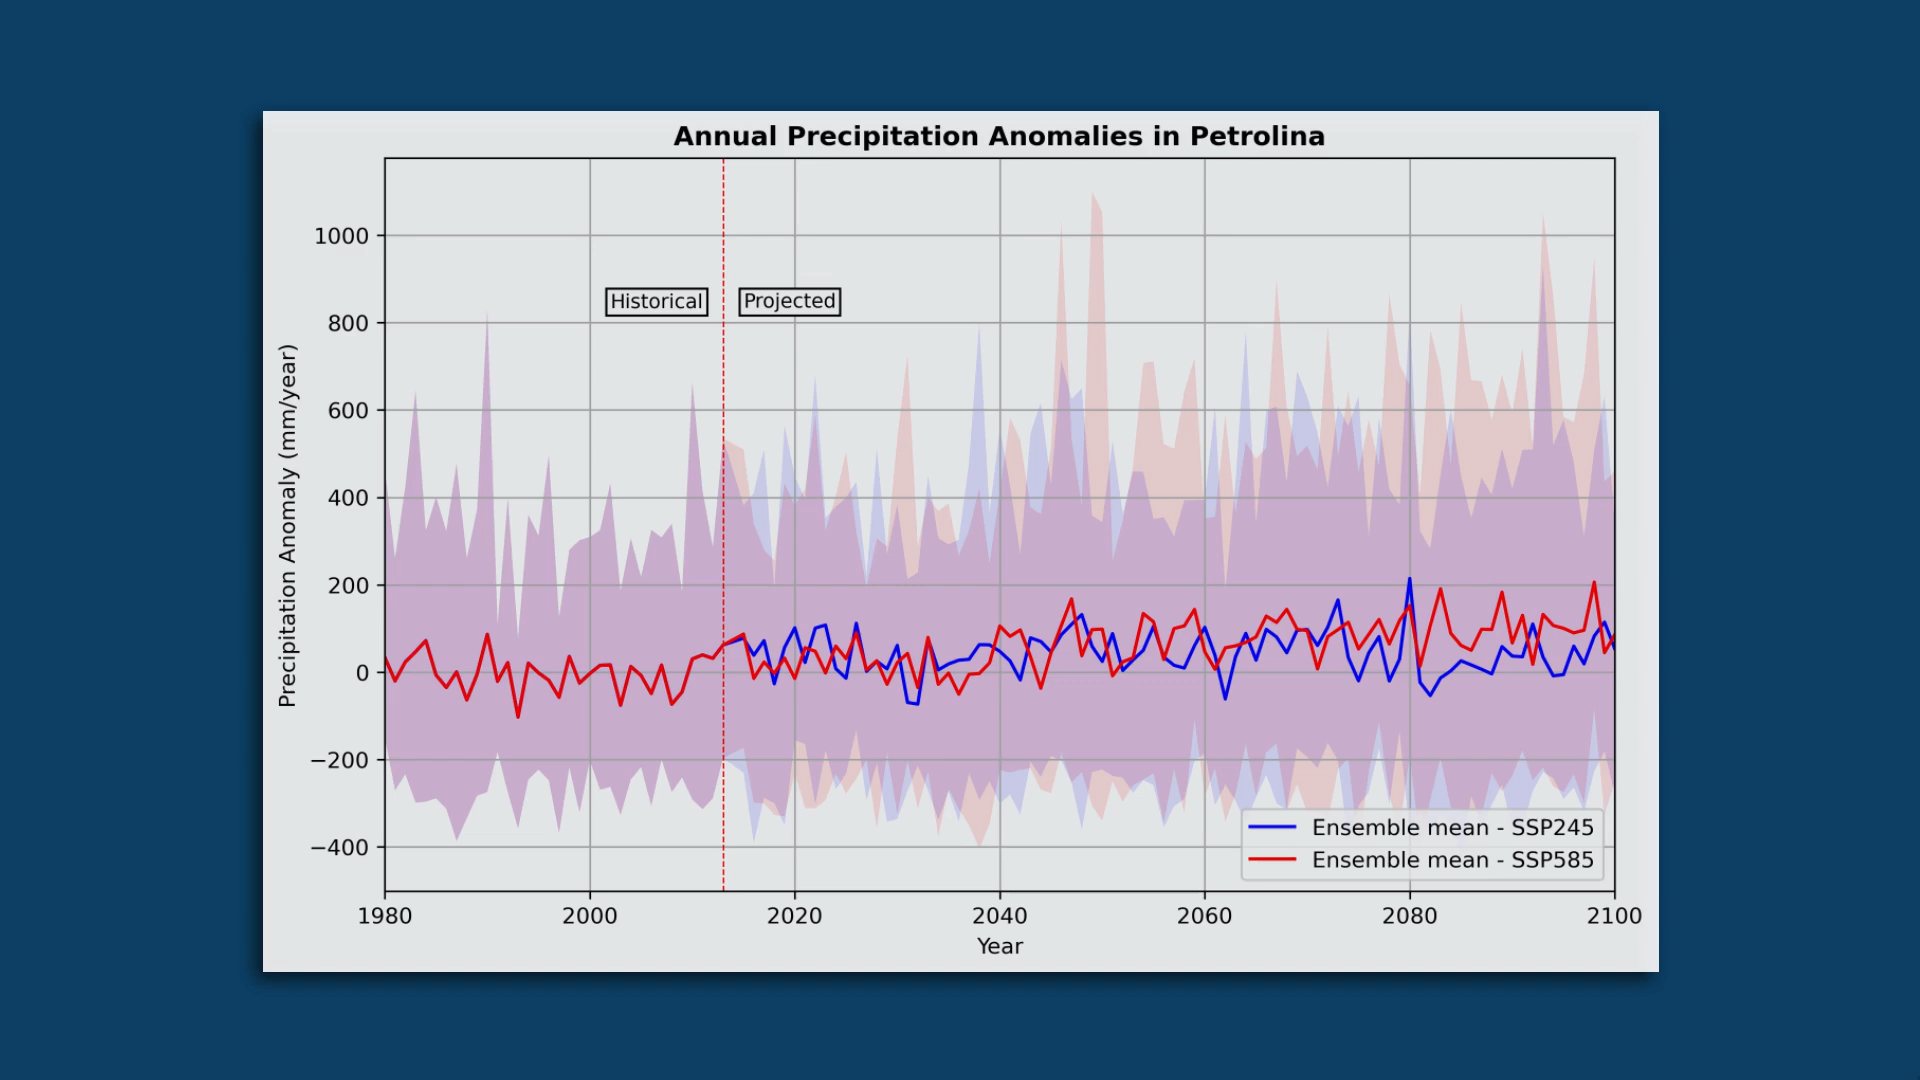 Annual Precipitation Anomalies in Petrolina
1000
800
600
400
200
0
−200
−400
Precipitation Anomaly (mm/year)
Historical
Projected
Ensemble mean - SSP245
Ensemble mean - SSP585
1980
2000
2020
2040
2060
2080
2100
Year